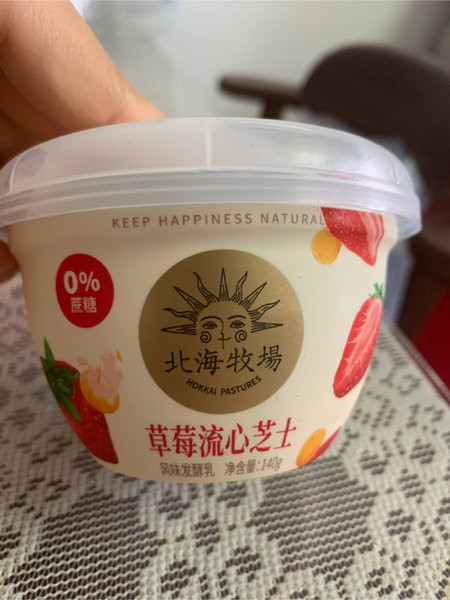 KEEP HAPPINESS NATURAL
0%
蔗糖
北海牧場
HOKKAI PASTURES
草莓流心芝士
风味发酵乳 净含量:140g